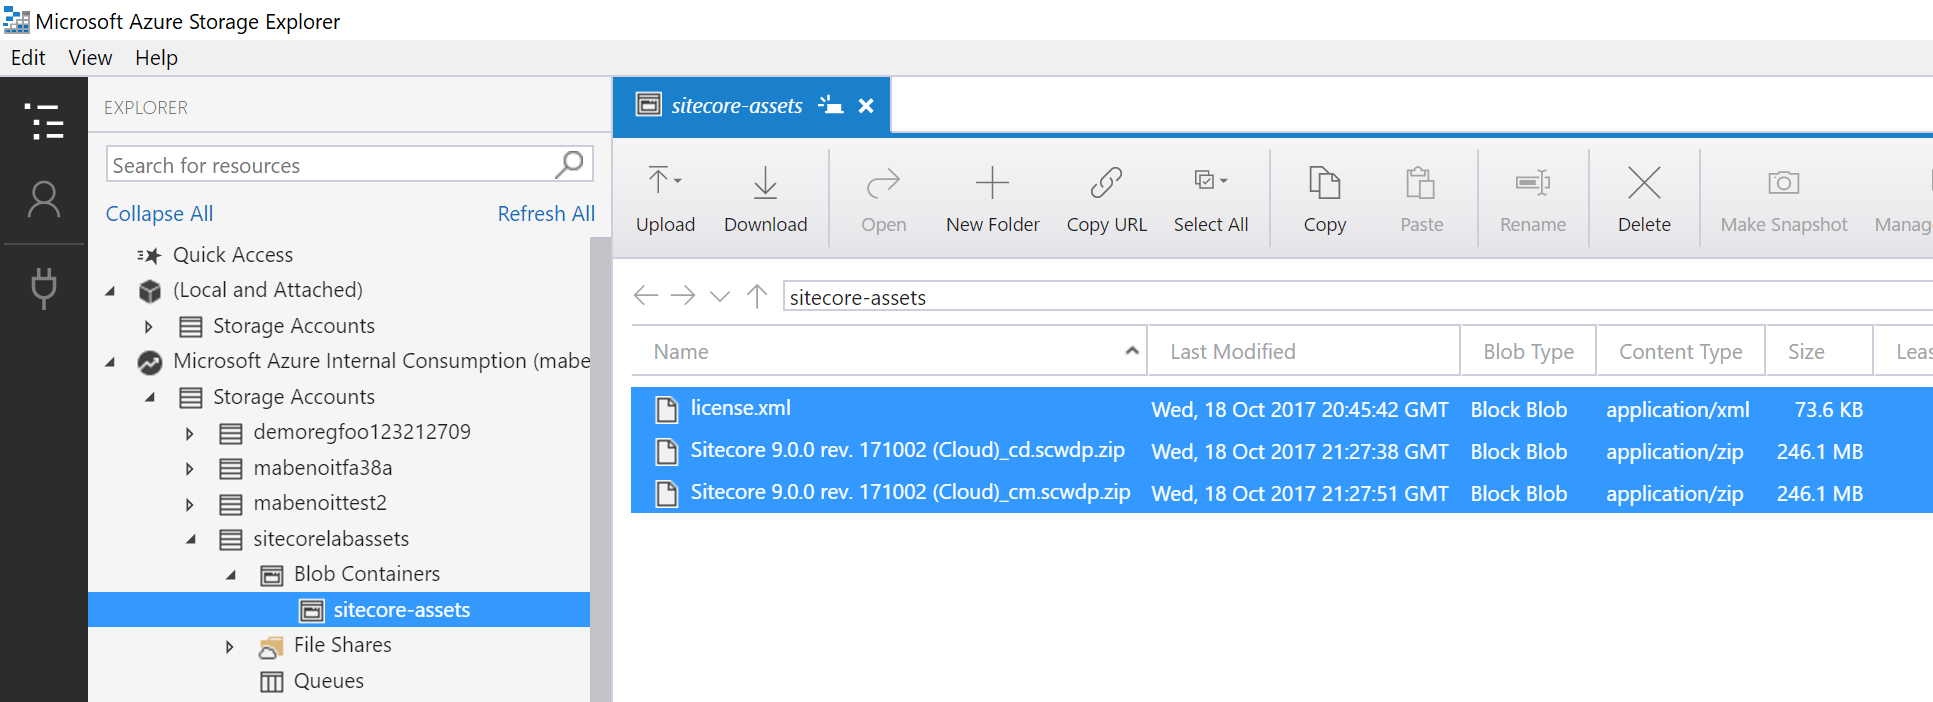 Microsoft Azure Storage Explorer
Edit View Help
EXPLORER
Search for resources
Collapse All Refresh All
Quick Access
(Local and Attached)
Storage Accounts
Microsoft Azure Internal Consumption (mabe
Storage Accounts
demoregfoo123212709
mabenoitfa38a
mabenoittest2
sitecorelabassets
Blob Containers
sitecore-assets
File Shares
Queues
sitecore-assets
Upload Download Open New Folder Copy URL Select All Copy Paste Rename Delete Make Snapshot Manag
sitecore-assets
Name Last Modified Blob Type Content Type Size Leas
license.xml Wed, 18 Oct 2017 20:45:42 GMT Block Blob application/xml 73.6 KB
Sitecore 9.0.0 rev. 171002 (Cloud)_cd.scwdp.zip Wed, 18 Oct 2017 21:27:38 GMT Block Blob application/zip 246.1 MB
Sitecore 9.0.0 rev. 171002 (Cloud)_cm.scwdp.zip Wed, 18 Oct 2017 21:27:51 GMT Block Blob application/zip 246.1 MB